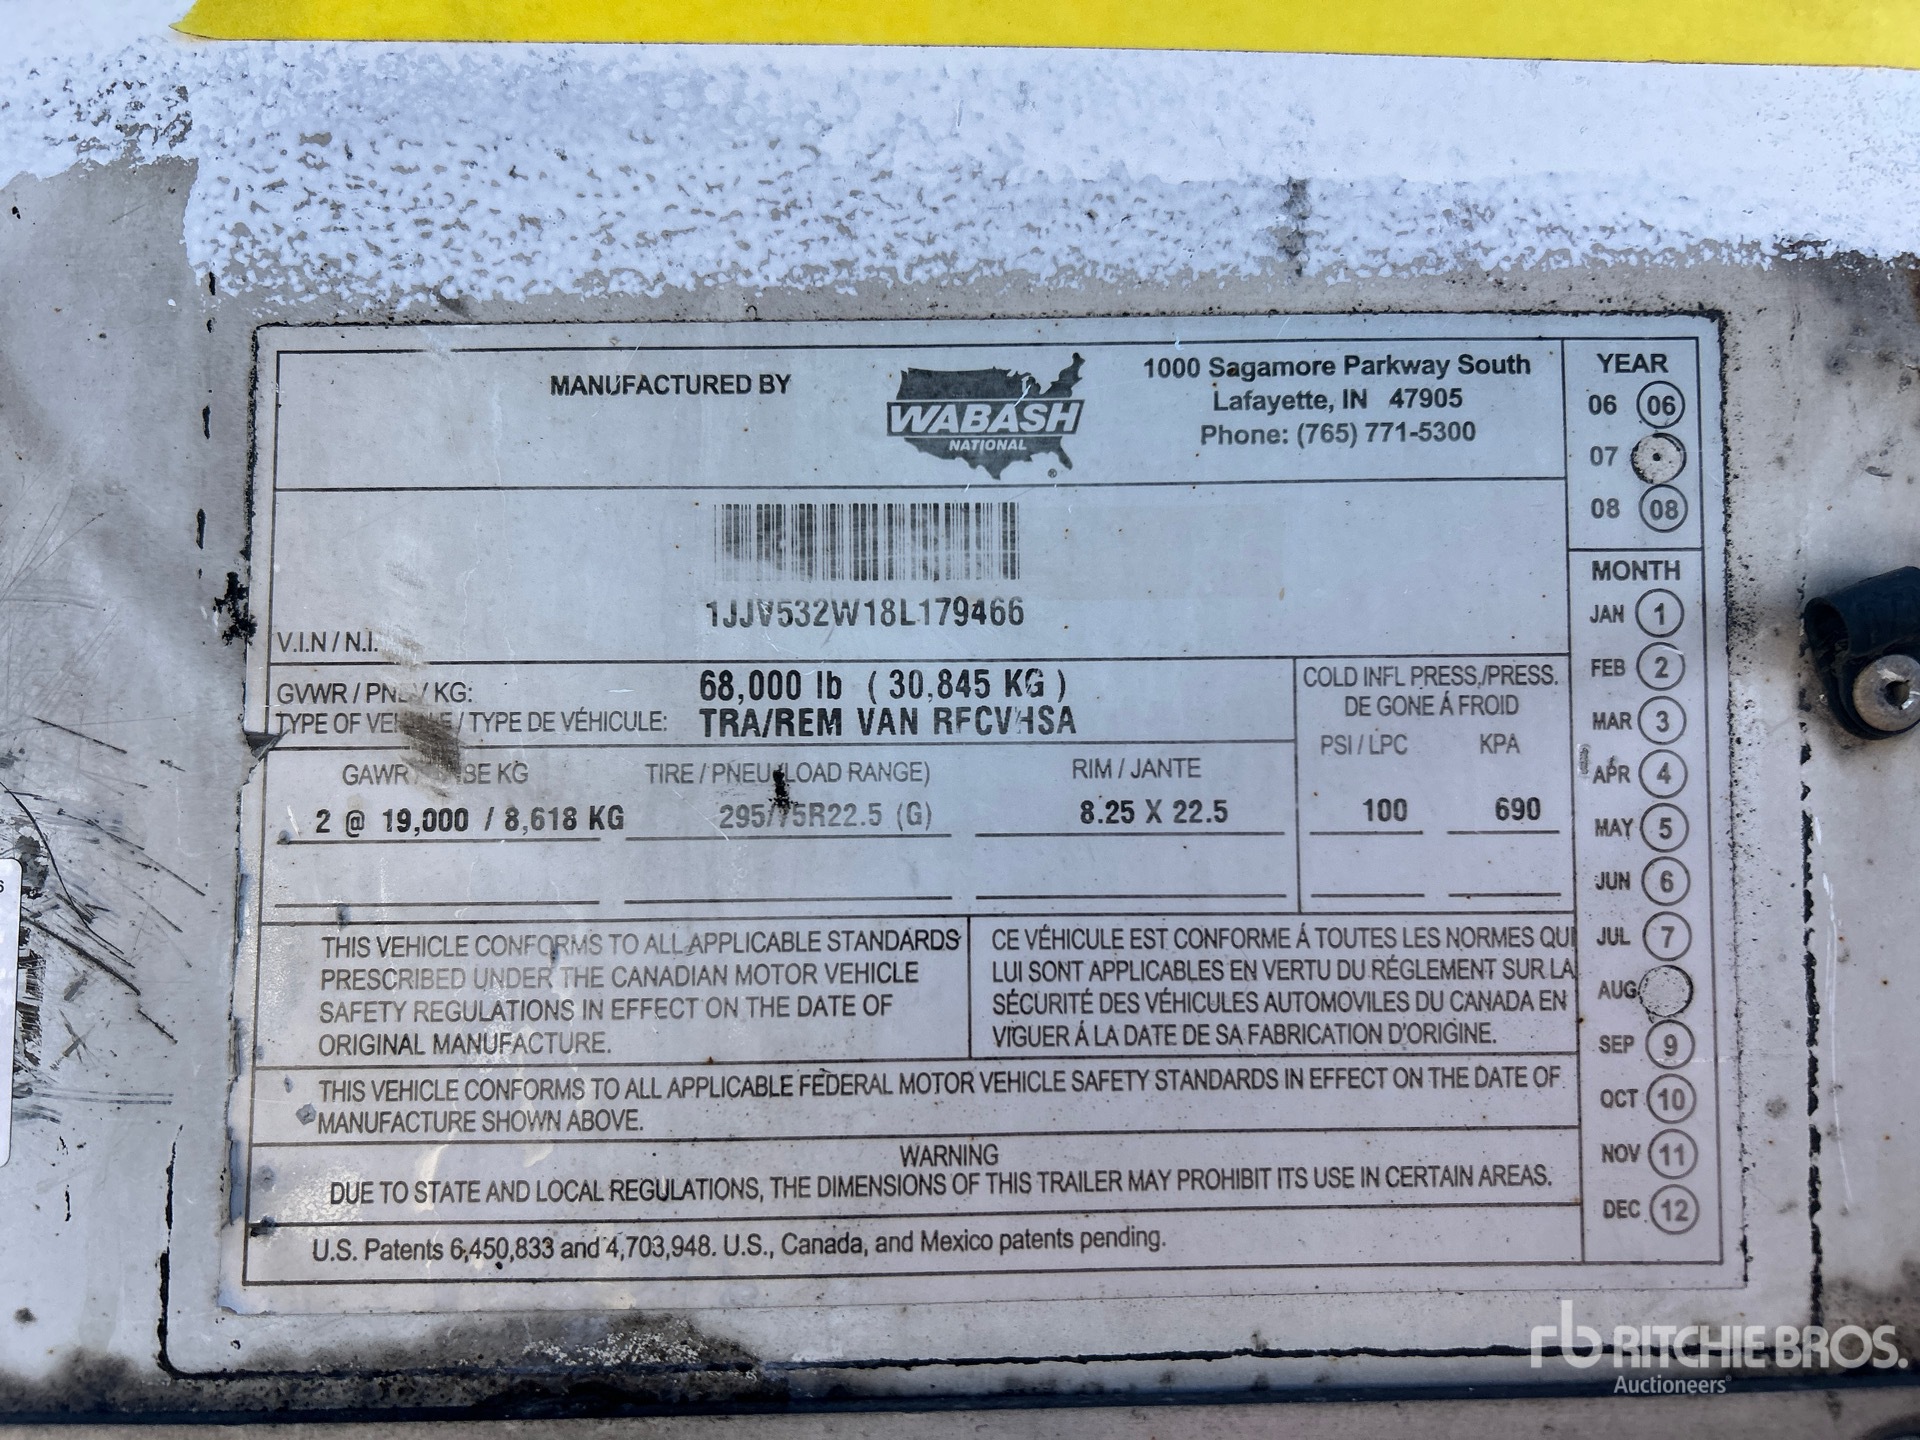 MANUFACTURED BY
WABASH
NATIONAL
®
1000 Sagamore Parkway South
Lafayette, IN 47905
Phone: (765) 771-5300
1JJV532W18L179466
V.I.N / N.I.
GVWR / KG: 68,000 lb ( 30,845 KG )
TYPE OF / TYPE DE VÉHICULE: TRA/REM VAN
GAWR KG
TIRE / PNEU (LOAD RANGE)
RIM / JANTE
2 @ 19,000 / 8,618 KG
295/75R22.5 (G)
8.25 X 22.5
COLD INFL PRESS,/PRESS.
DE GONE Á FROID
PSI / LPC KPA
100 690
THIS VEHICLE CONFORMS TO ALL APPLICABLE STANDARDS
PRESCRIBED UNDER THE CANADIAN MOTOR VEHICLE
SAFETY REGULATIONS IN EFFECT ON THE DATE OF
ORIGINAL MANUFACTURE.
CE VÉHICULE EST CONFORME Á TOUTES LES NORMES QUI
LUI SONT APPLICABLES EN VERTU DU RÉGLEMENT SUR LA
SÉCURITÉ DES VÉHICULES AUTOMOVILES DU CANADA EN
VIGUER Á LA DATE DE SA FABRICATION D'ORIGINE.
THIS VEHICLE CONFORMS TO ALL APPLICABLE FEDERAL MOTOR VEHICLE SAFETY STANDARDS IN EFFECT ON THE DATE OF
MANUFACTURE SHOWN ABOVE.
WARNING
DUE TO STATE AND LOCAL REGULATIONS, THE DIMENSIONS OF THIS TRAILER MAY PROHIBIT ITS USE IN CERTAIN AREAS.
U.S. Patents 6,450,833 and 4,703,948. U.S., Canada, and Mexico patents pending.
YEAR
06 06
07
08 08
MONTH
JAN 1
FEB 2
MAR 3
APR 4
MAY 5
JUN 6
JUL 7
AUG
SEP 9
OCT 10
NOV 11
DEC 12
rb RITCHIE BROS.
Auctioneers